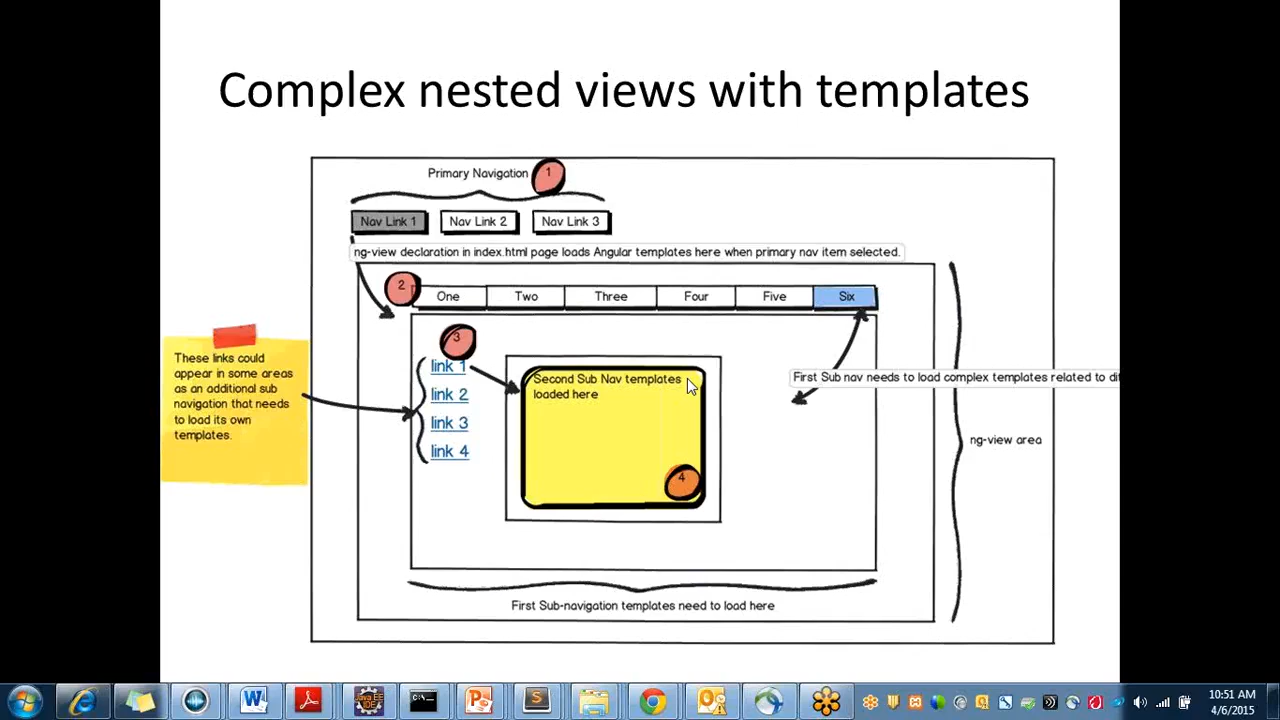 Complex nested views with templates
Primary Navigation 1
Nav Link 1 Nav Link 2 Nav Link 3
ng-view declaration in index.html page loads Angular templates here when primary nav item selected.
2
One Two Three Four Five Six
3
These links could
appear in some areas
as an additional sub
navigation that needs
to load its own
templates.
link 1
link 2
link 3
link 4
Second Sub Nav templates
loaded here
4
First Sub nav needs to load complex templates related to di
ng-view area
First Sub-navigation templates need to load here
Java EE
IDE
C:\
10:51 AM
4/6/2015